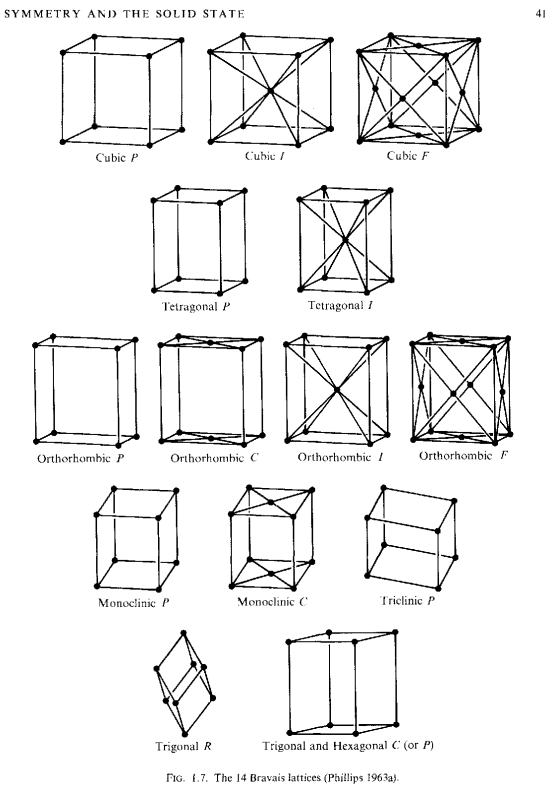 SYMMETRY AND THE SOLID STATE 41
Cubic P Cubic I Cubic F
Tetragonal P Tetragonal I
Orthorhombic P Orthorhombic C Orthorhombic I Orthorhombic F
Monoclinic P Monoclinic C Triclinic P
Trigonal R Trigonal and Hexagonal C (or P)
FIG. 1.7. The 14 Bravais lattices (Phillips 1963a).